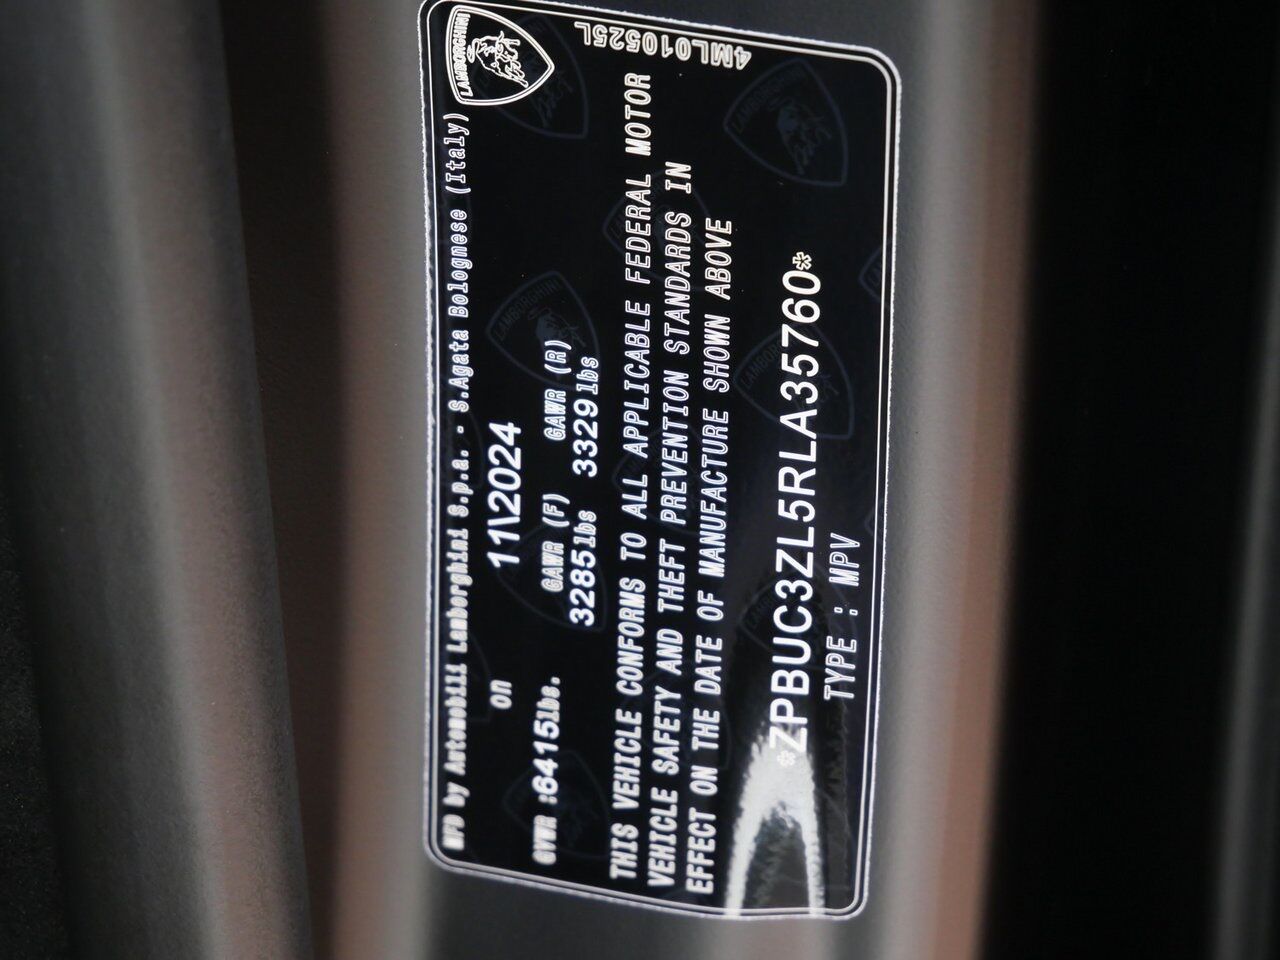 LAMBORGHINI
4ML010525L
MFD by Automobili Lamborghini S.p.a. - S.Agata Bolognese (Italy)
on 11\2024
GVWR :6415lbs. GAWR (F) GAWR (R)
3285lbs 3329lbs
THIS VEHICLE CONFORMS TO ALL APPLICABLE FEDERAL MOTOR
VEHICLE SAFETY AND THEFT PREVENTION STANDARDS IN
EFFECT ON THE DATE OF MANUFACTURE SHOWN ABOVE
*ZPBUC3ZL5RLA35760*
TYPE : MPV